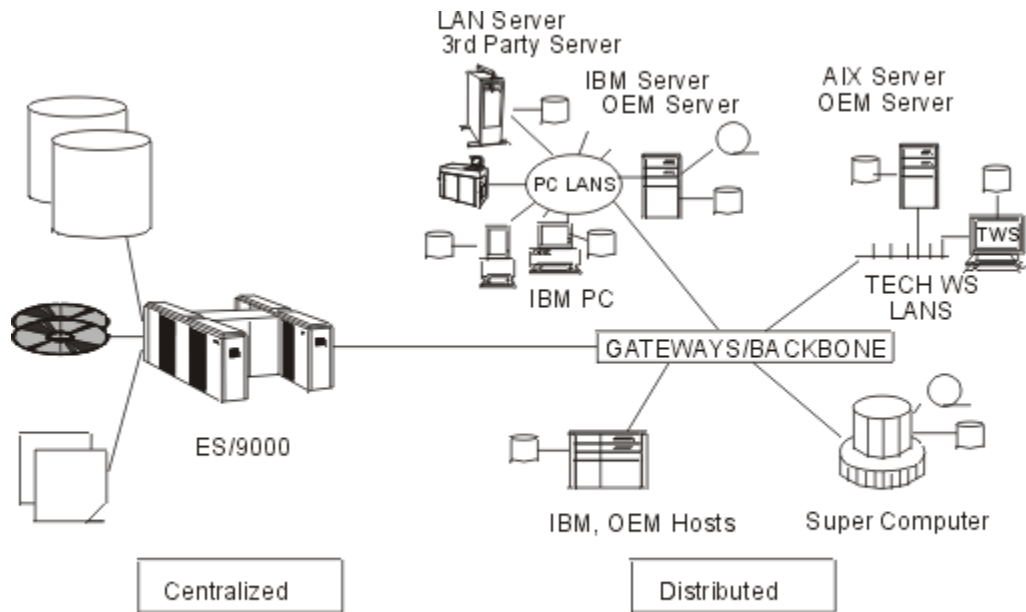 LAN Server
3rd Party Server
IBM Server
OEM Server
AIX Server
OEM Server
PC LANS
TWS
IBM PC
TECH WS
LANS
GATEWAYS/BACKBONE
ES/9000
IBM, OEM Hosts
Super Computer
Centralized
Distributed